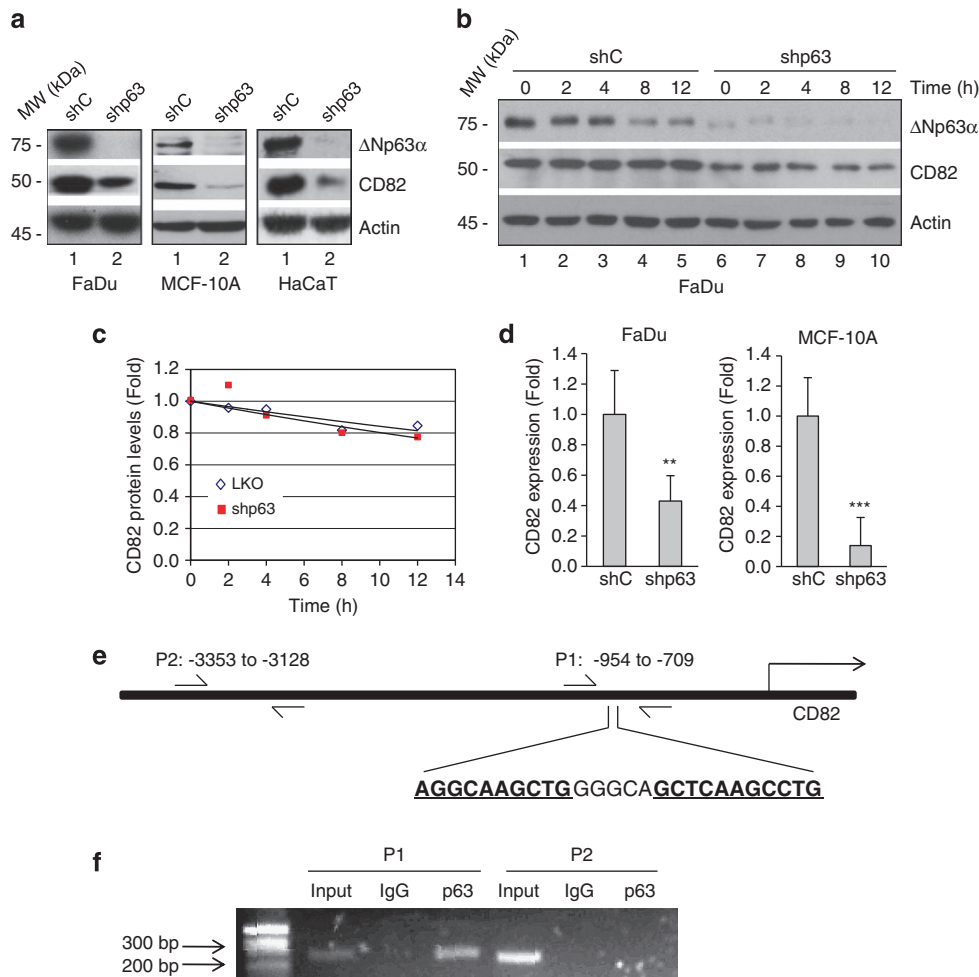 a
MW (kDa)
shC shp63 shC shp63 shC shp63
75 -
ΔNp63α
50 -
CD82
45 -
Actin
1 2 1 2 1 2
FaDu MCF-10A HaCaT
b
MW (kDa)
shC shp63
0 2 4 8 12 0 2 4 8 12 Time (h)
75 -
ΔNp63α
50 -
CD82
45 -
Actin
1 2 3 4 5 6 7 8 9 10
FaDu
c
CD82 protein levels (Fold)
1.2
1.0
0.8
0.6
0.4
0.2
0.0
LKO
shp63
0 2 4 6 8 10 12 14
Time (h)
d
FaDu
CD82 expression (Fold)
1.4
1.2
1.0
0.8
0.6
0.4
0.2
0.0
**
shC shp63
MCF-10A
CD82 expression (Fold)
1.4
1.2
1.0
0.8
0.6
0.4
0.2
0.0
***
shC shp63
e
P2: -3353 to -3128 P1: -954 to -709
CD82
AGGCAAGCTGGGGCAGCTCAAGCCTG
f
P1 P2
Input IgG p63 Input IgG p63
300 bp
200 bp